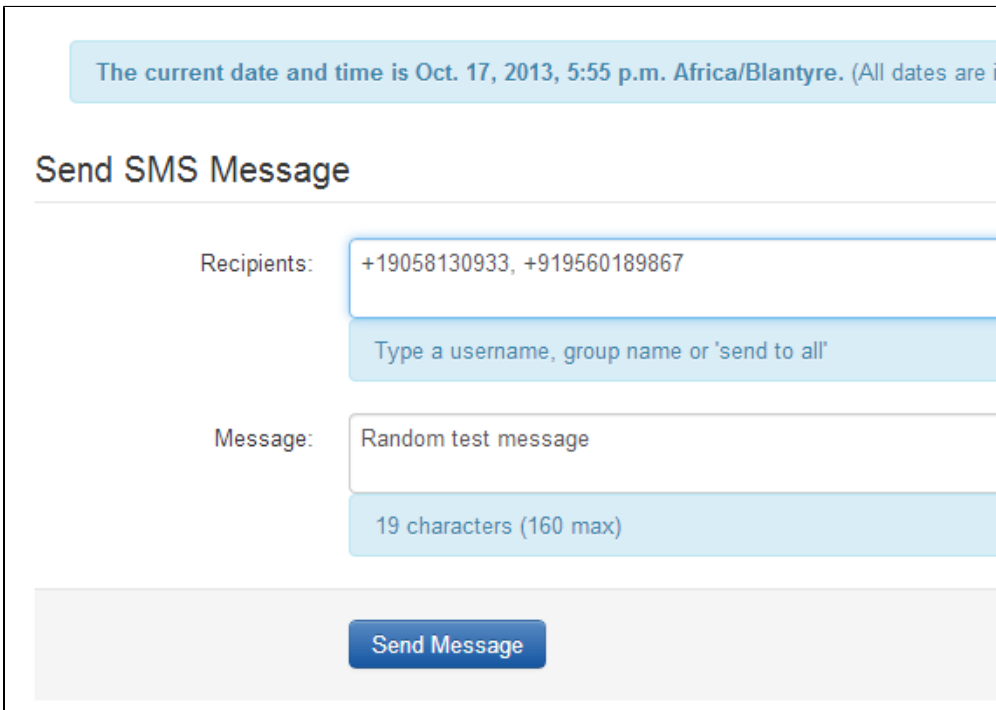 The current date and time is Oct. 17, 2013, 5:55 p.m. Africa/Blantyre. (All dates are
Send SMS Message
Recipients: +19058130933, +919560189867
Type a username, group name or 'send to all'
Message: Random test message
19 characters (160 max)
Send Message